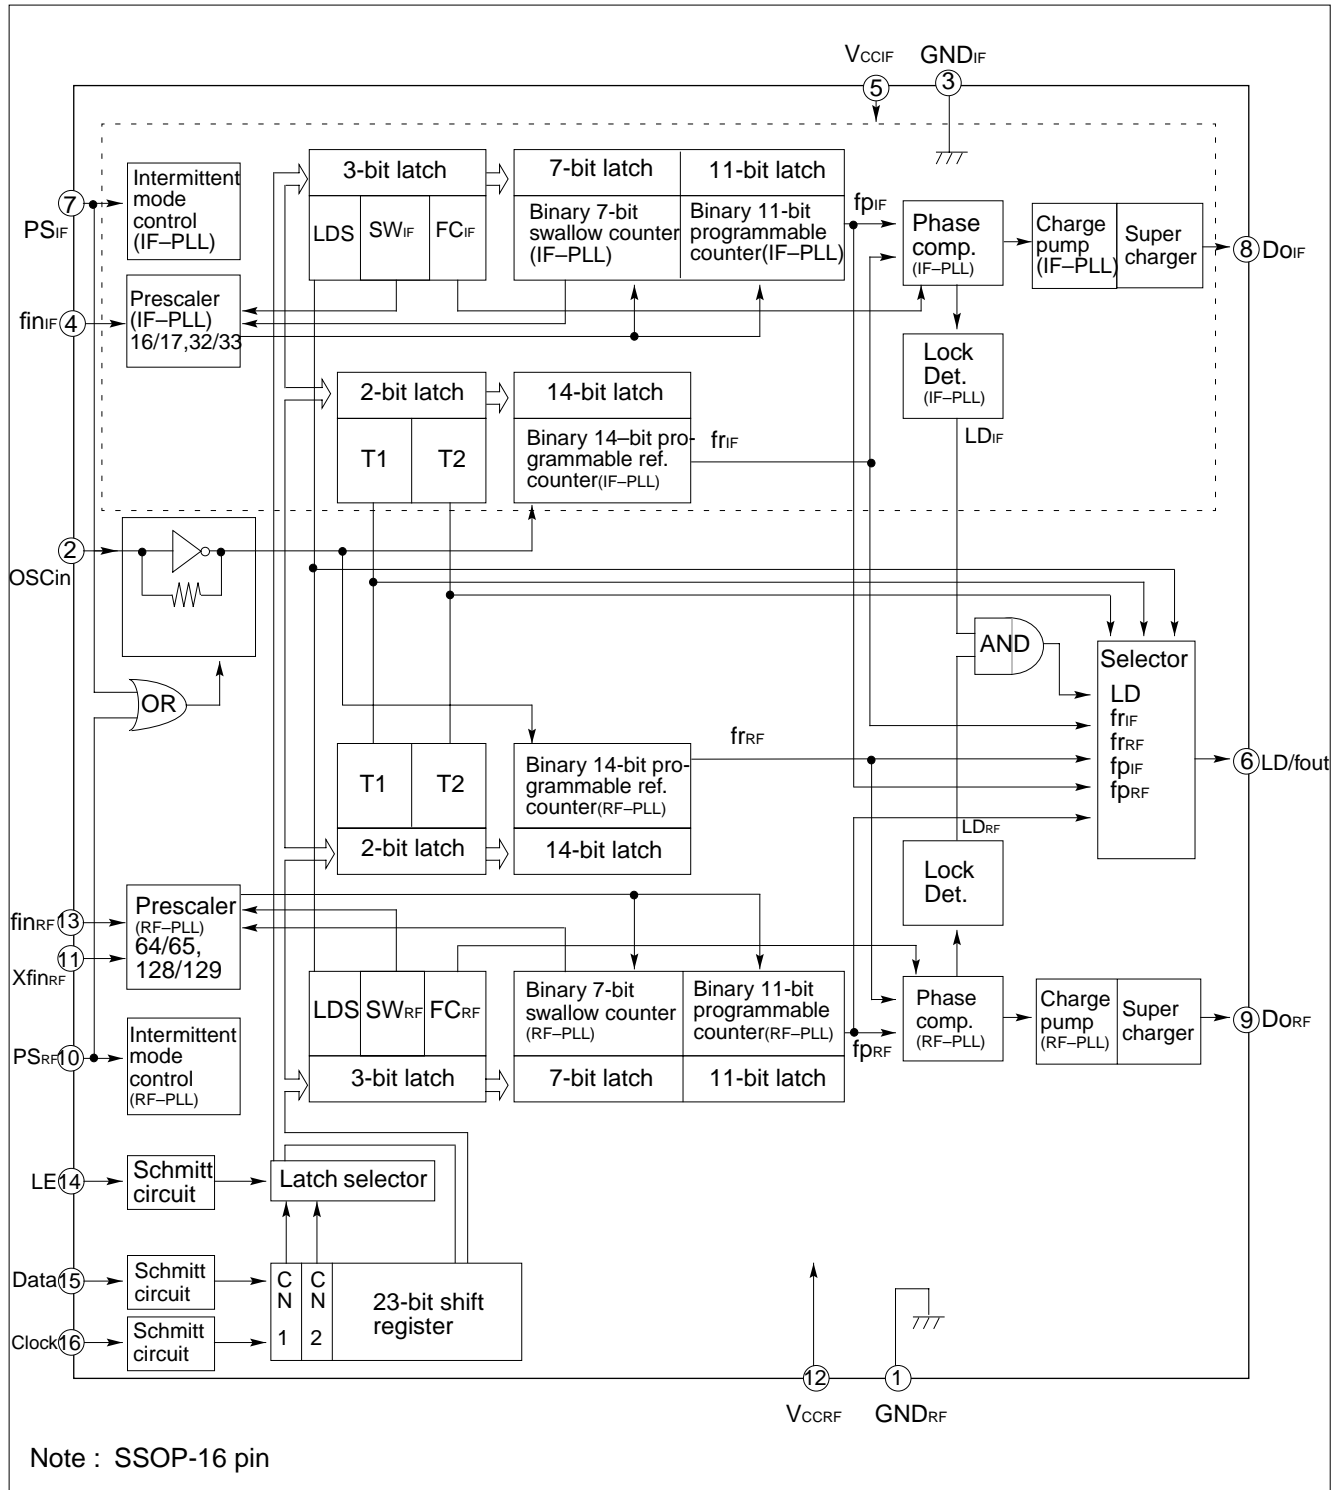 VCCIF GNDIF
5 3
Intermittent
mode
control
(IF–PLL)
7
PSIF
3-bit latch
LDS SWIF FCIF
7-bit latch 11-bit latch
Binary 7-bit
swallow counter
(IF–PLL)
Binary 11-bit
programmable
counter(IF–PLL)
fpIF
Phase
comp.
(IF–PLL)
Charge
pump
(IF–PLL)
Super
charger
8 DoIF
finIF 4
Prescaler
(IF–PLL)
16/17,32/33
Lock
Det.
(IF–PLL)
LDIF
2-bit latch
T1 T2
14-bit latch
Binary 14–bit pro-
grammable ref.
counter(IF–PLL)
frIF
2
OSCin
OR
AND
Selector
LD
frIF
frRF
fpIF
fpRF
6 LD/fout
T1 T2
2-bit latch
Binary 14-bit pro-
grammable ref.
counter(RF–PLL)
14-bit latch
frRF
LDRF
Lock
Det.
finRF 13
11
XfinRF
Prescaler
(RF–PLL)
64/65,
128/129
LDS SWRF FCRF
3-bit latch
Binary 7-bit
swallow counter
(RF–PLL)
Binary 11-bit
programmable
counter(RF–PLL)
7-bit latch 11-bit latch
fpRF
Phase
comp.
(RF–PLL)
Charge
pump
(RF–PLL)
Super
charger
9 DoRF
PSRF 10
Intermittent
mode
control
(RF–PLL)
LE 14
Schmitt
circuit
Latch selector
Data 15
Schmitt
circuit
Clock 16
Schmitt
circuit
C
N
1
C
N
2
23-bit shift
register
12 1
VCCRF GNDRF
Note : SSOP-16 pin